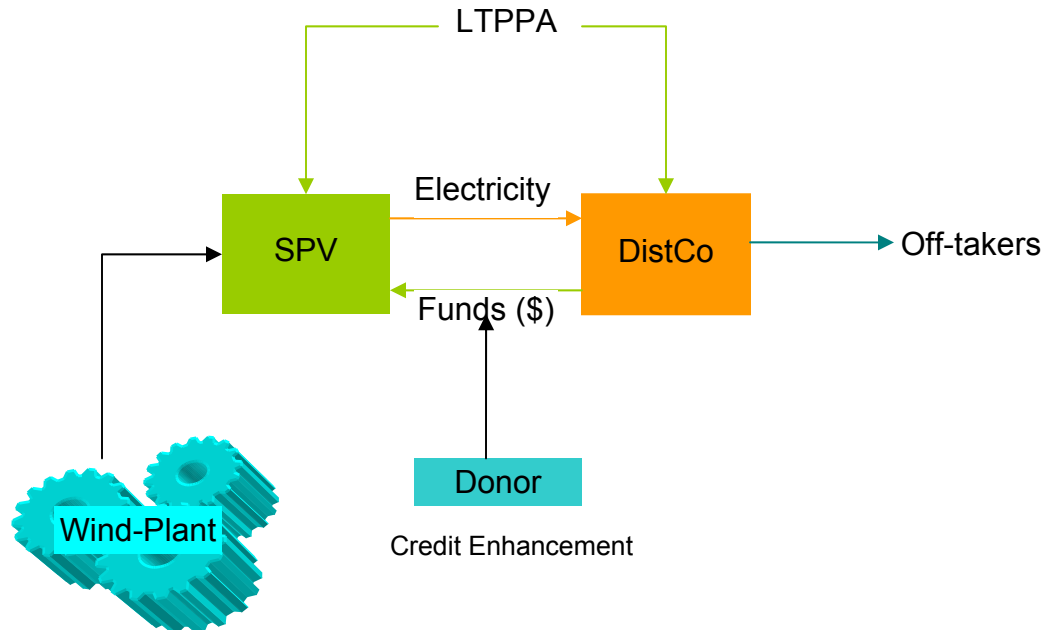 LTPPA
Electricity
SPV
DistCo
Off-takers
Funds ($)
Donor
Wind-Plant
Credit Enhancement